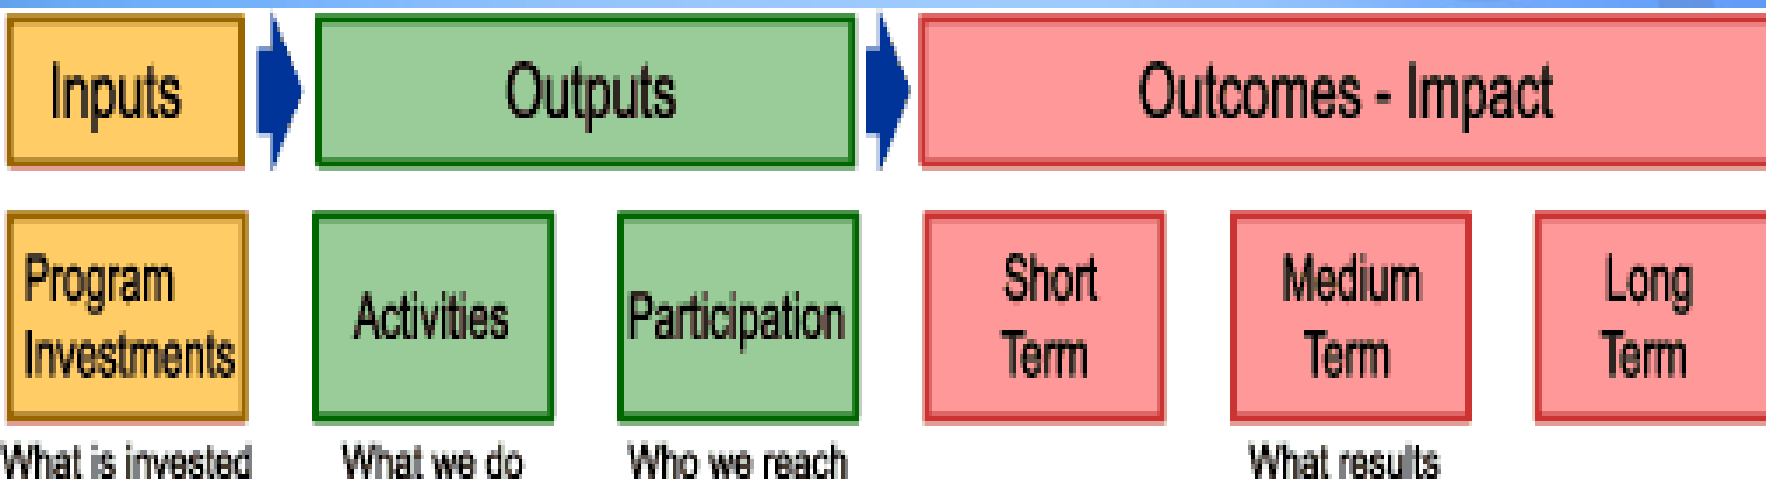 Inputs
Outputs
Outcomes - Impact
Program
Investments
Activities
Participation
Short
Term
Medium
Term
Long
Term
What is invested
What we do
Who we reach
What results